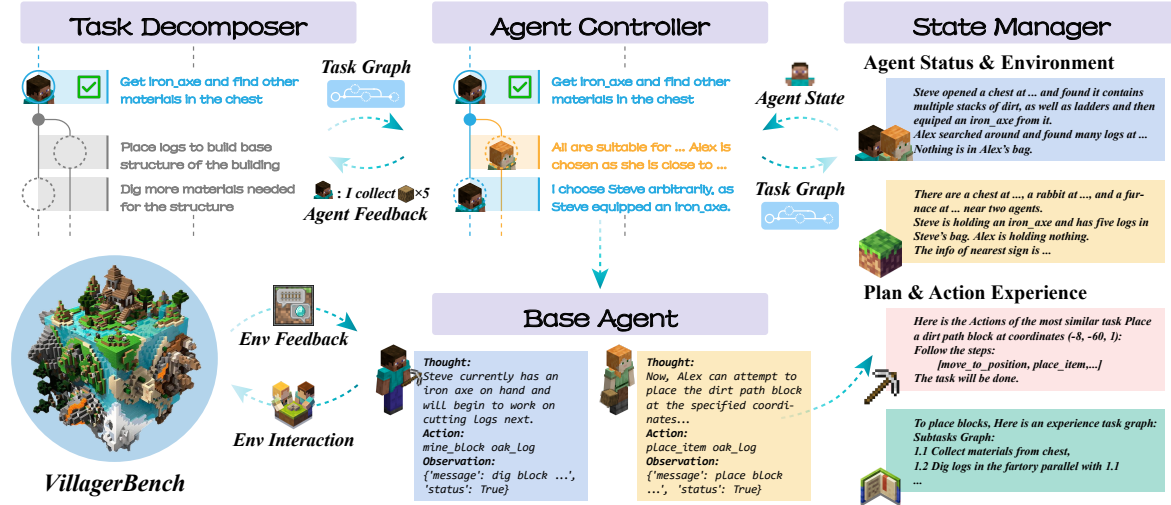 Task Decomposer
Get iron_axe and find other
materials in the chest
Place logs to build base
structure of the building
Dig more materials needed
for the structure
Task Graph
: I collect ×5
Agent Feedback
Agent Controller
Get iron_axe and find other
materials in the chest
All are suitable for ... Alex is
chosen as she is close to ...
I choose Steve arbitrarily, as
Steve equipped an iron_axe.
Agent State
Task Graph
State Manager
Agent Status & Environment
Steve opened a chest at ... and found it contains
multiple stacks of dirt, as well as ladders and then
equiped an iron_axe from it.
Alex searched around and found many logs at ...
Nothing is in Alex's bag.
There are a chest at ..., a rabbit at ..., and a fur-
nace at ... near two agents.
Steve is holding an iron_axe and has five logs in
Steve's bag. Alex is holding nothing.
The info of nearest sign is ...
Plan & Action Experience
Here is the Actions of the most similar task Place
a dirt path block at coordinates (-8, -60, 1):
Follow the steps:
[move_to_position, place_item,...]
The task will be done.
To place blocks, Here is an experience task graph:
Subtasks Graph:
1.1 Collect materials from chest,
1.2 Dig logs in the fartory parallel with 1.1
...
VillagerBench
Env Feedback
Env Interaction
Base Agent
Thought:
Steve currently has an
iron axe on hand and
will begin to work on
cutting logs next.
Action:
mine_block oak_log
Observation:
{'message': dig block ...',
'status': True}
Thought:
Now, Alex can attempt to
place the dirt path block
at the specified coordi-
nates...
Action:
place_item oak_log
Observation:
{'message': place block
...', 'status': True}